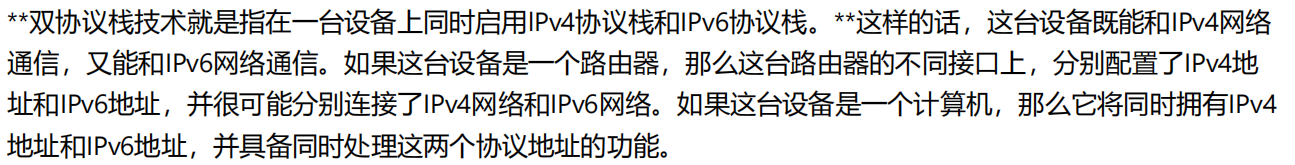 **双协议栈技术就是指在一台设备上同时启用IPv4协议栈和IPv6协议栈。**这样的话，这台设备既能和IPv4网络
通信，又能和IPv6网络通信。如果这台设备是一个路由器，那么这台路由器的不同接口上，分别配置了IPv4地
址和IPv6地址，并很可能分别连接了IPv4网络和IPv6网络。如果这台设备是一个计算机，那么它将同时拥有IPv4
地址和IPv6地址，并具备同时处理这两个协议地址的功能。